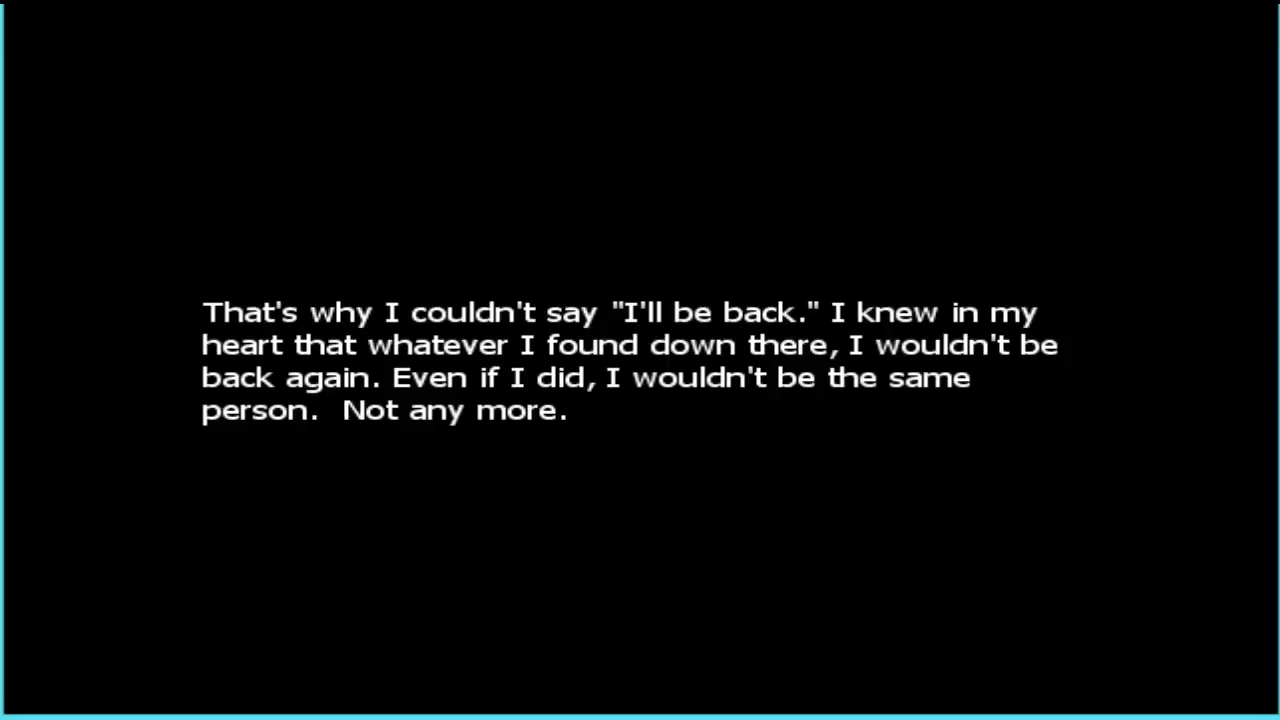 That's why I couldn't say "I'll be back." I knew in my
heart that whatever I found down there, I wouldn't be
back again. Even if I did, I wouldn't be the same
person.  Not any more.